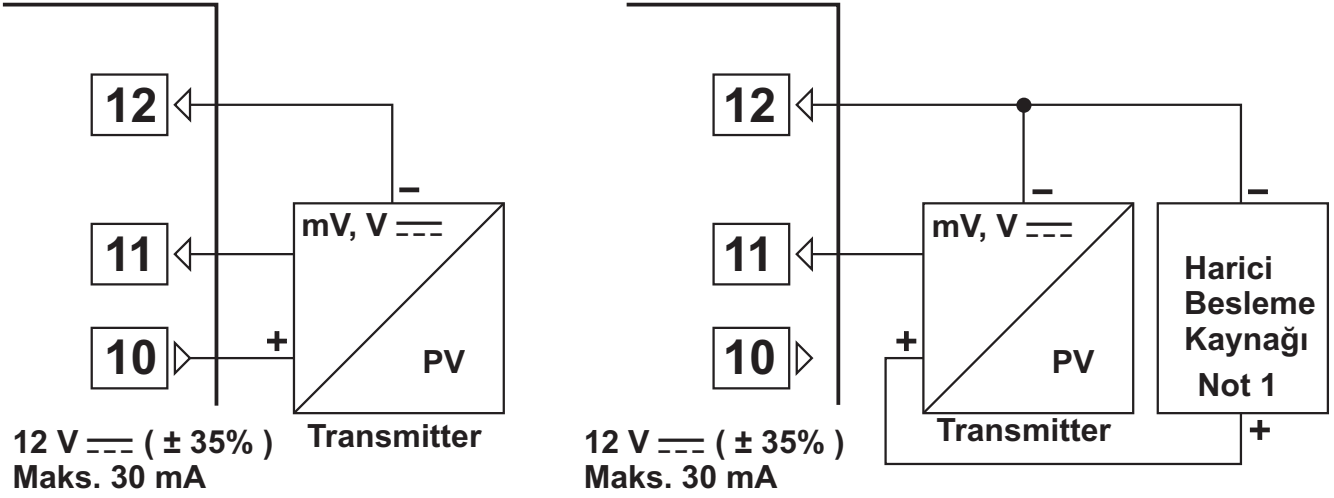 12
11
10
+
−
mV, V ⎓
PV
Transmitter
12 V ⎓ ( ± 35% )
Maks. 30 mA
12
11
10
+
−
mV, V ⎓
PV
Transmitter
12 V ⎓ ( ± 35% )
Maks. 30 mA
−
Harici
Besleme
Kaynağı
Not 1
+